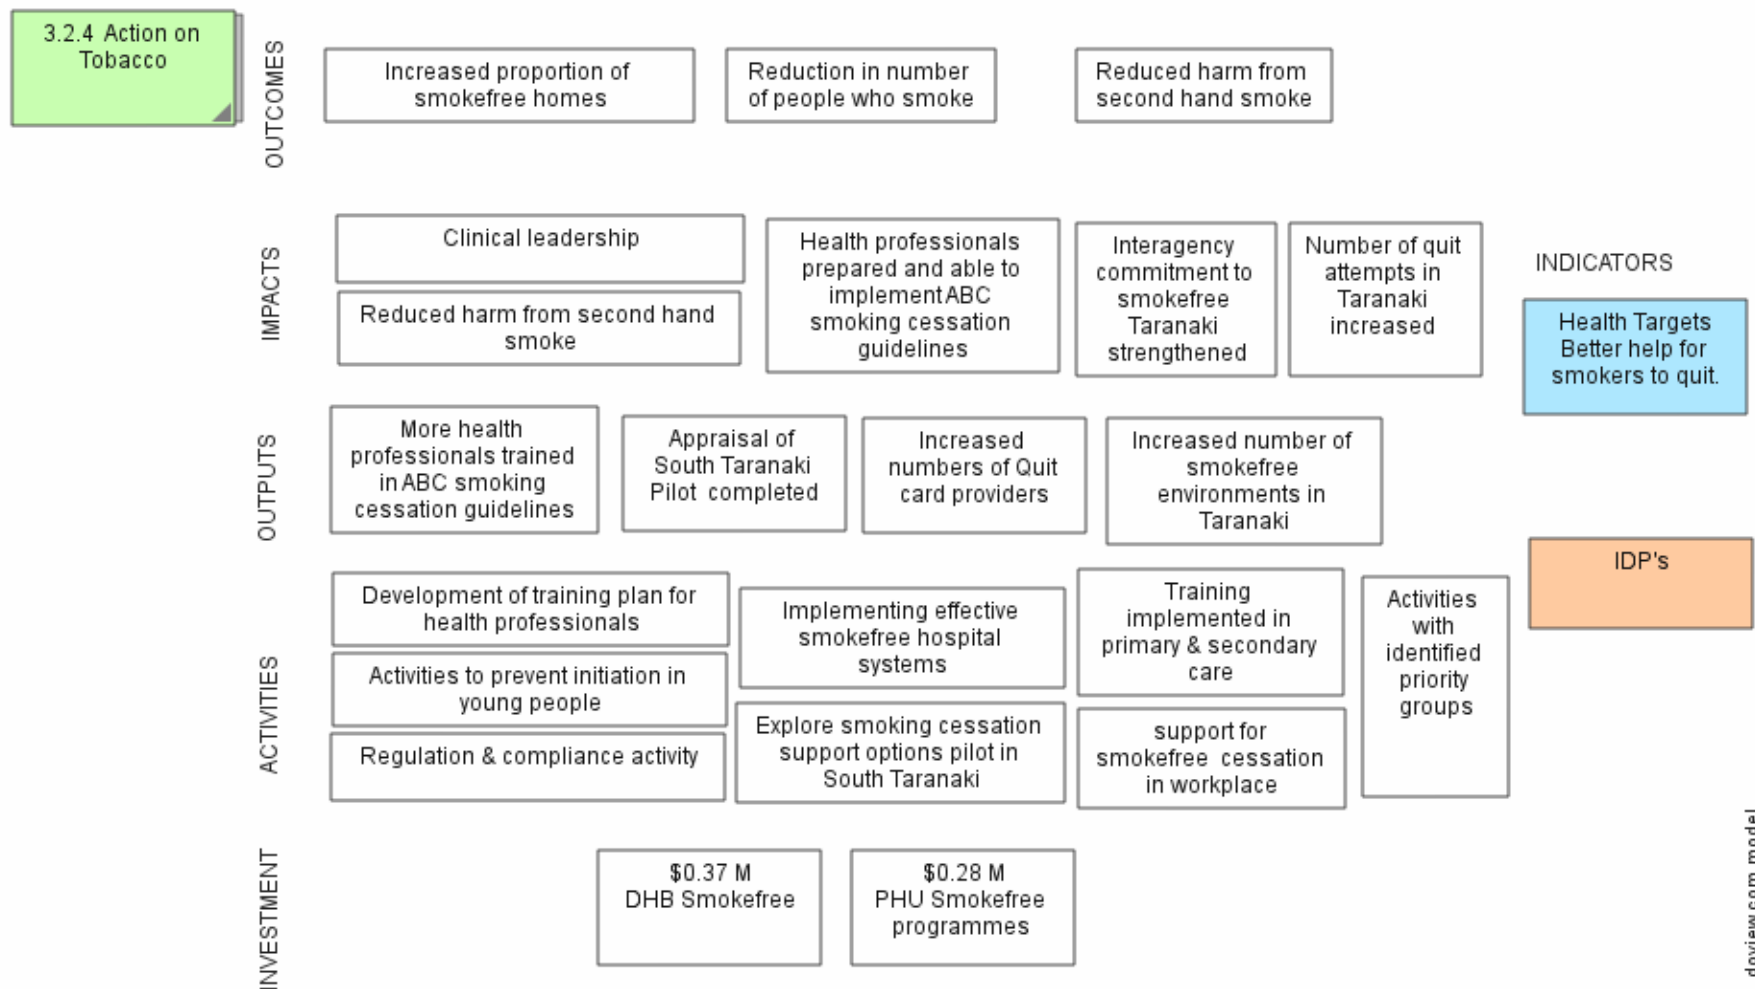 3.2.4 Action on
Tobacco
OUTCOMES
Increased proportion of
smokefree homes
Reduction in number
of people who smoke
Reduced harm from
second hand smoke
IMPACTS
Clinical leadership
Reduced harm from second hand
smoke
Health professionals
prepared and able to
implement ABC
smoking cessation
guidelines
Interagency
commitment to
smokefree
Taranaki
strengthened
Number of quit
attempts in
Taranaki
increased
INDICATORS
Health Targets
Better help for
smokers to quit.
OUTPUTS
More health
professionals trained
in ABC smoking
cessation guidelines
Appraisal of
South Taranaki
Pilot completed
Increased
numbers of Quit
card providers
Increased number of
smokefree
environments in
Taranaki
IDP's
ACTIVITIES
Development of training plan for
health professionals
Activities to prevent initiation in
young people
Regulation & compliance activity
Implementing effective
smokefree hospital
systems
Explore smoking cessation
support options pilot in
South Taranaki
Training
implemented in
primary & secondary
care
support for
smokefree cessation
in workplace
Activities
with
identified
priority
groups
INVESTMENT
$0.37 M
DHB Smokefree
$0.28 M
PHU Smokefree
programmes
doview.com model